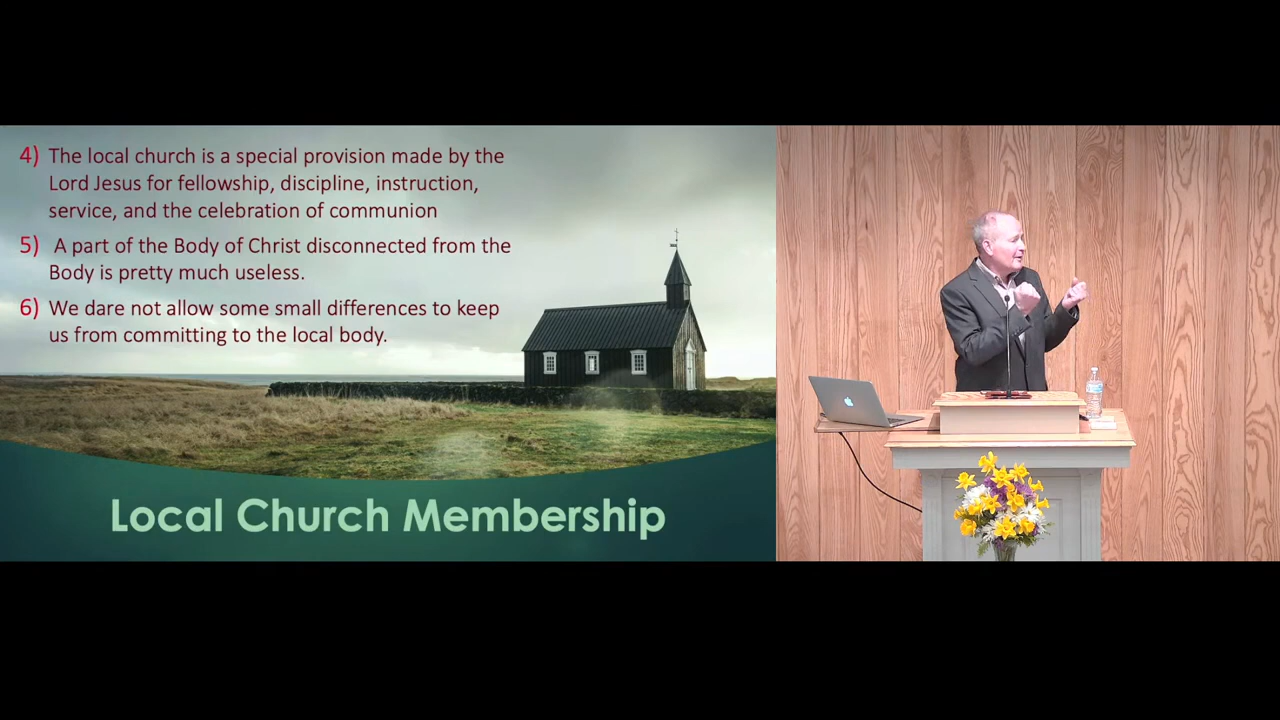 4) The local church is a special provision made by the
Lord Jesus for fellowship, discipline, instruction,
service, and the celebration of communion
5) A part of the Body of Christ disconnected from the
Body is pretty much useless.
6) We dare not allow some small differences to keep
us from committing to the local body.
Local Church Membership